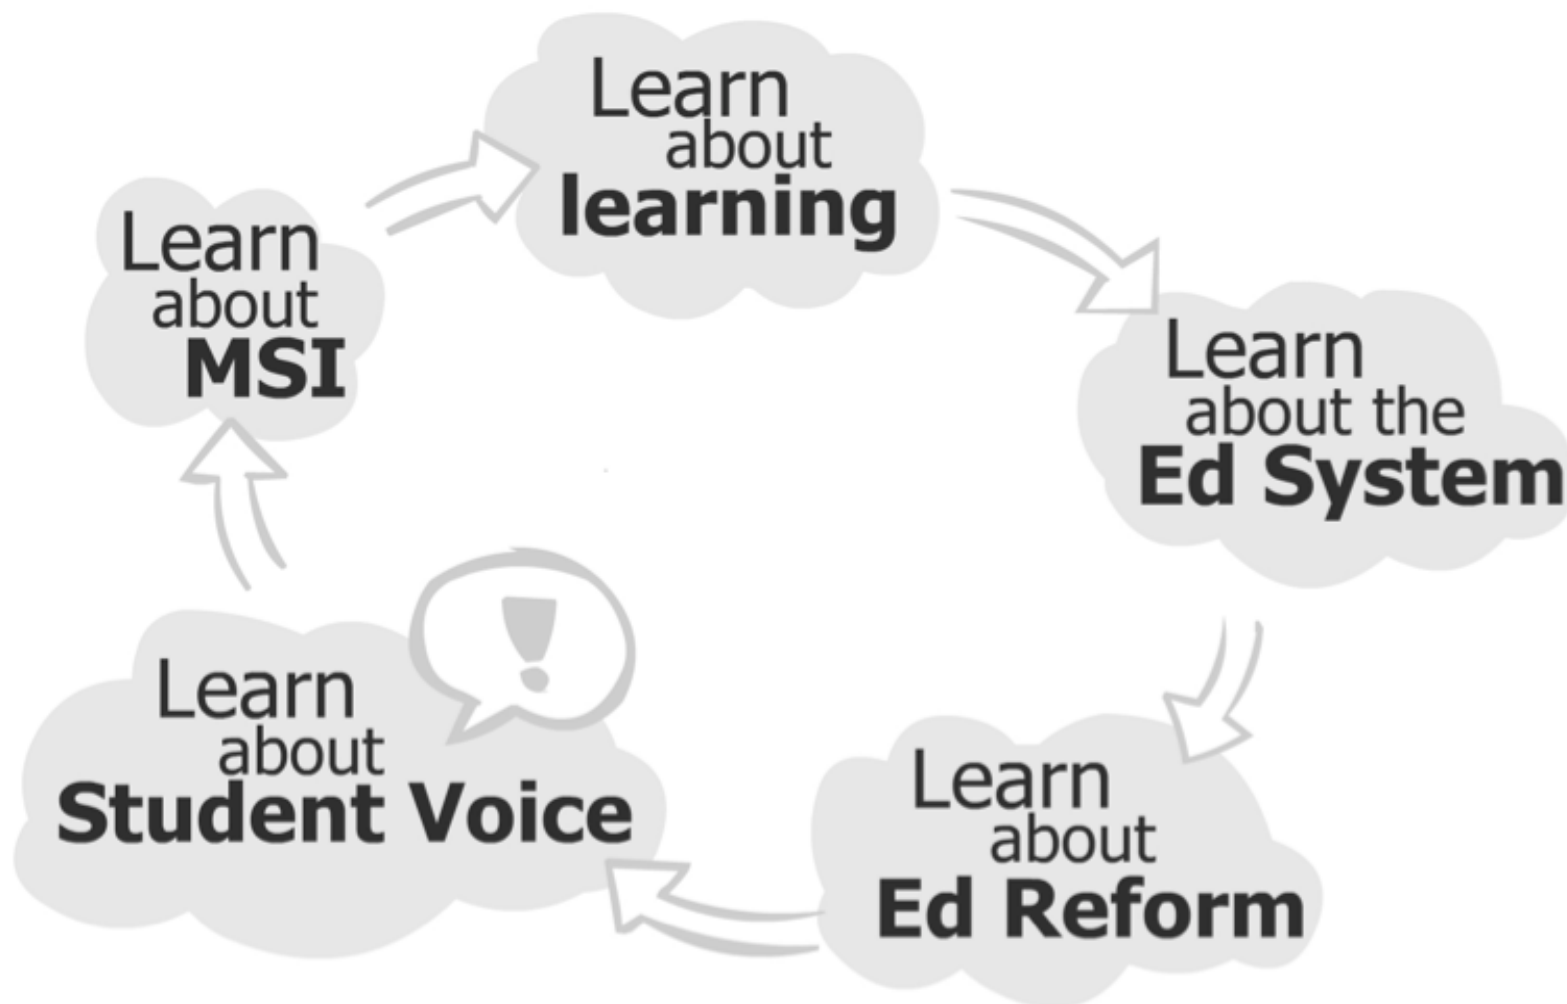 Learn
about
learning
Learn
about the
Ed System
Learn
about
Ed Reform
Learn
about
Student Voice
!
Learn
about
MSI